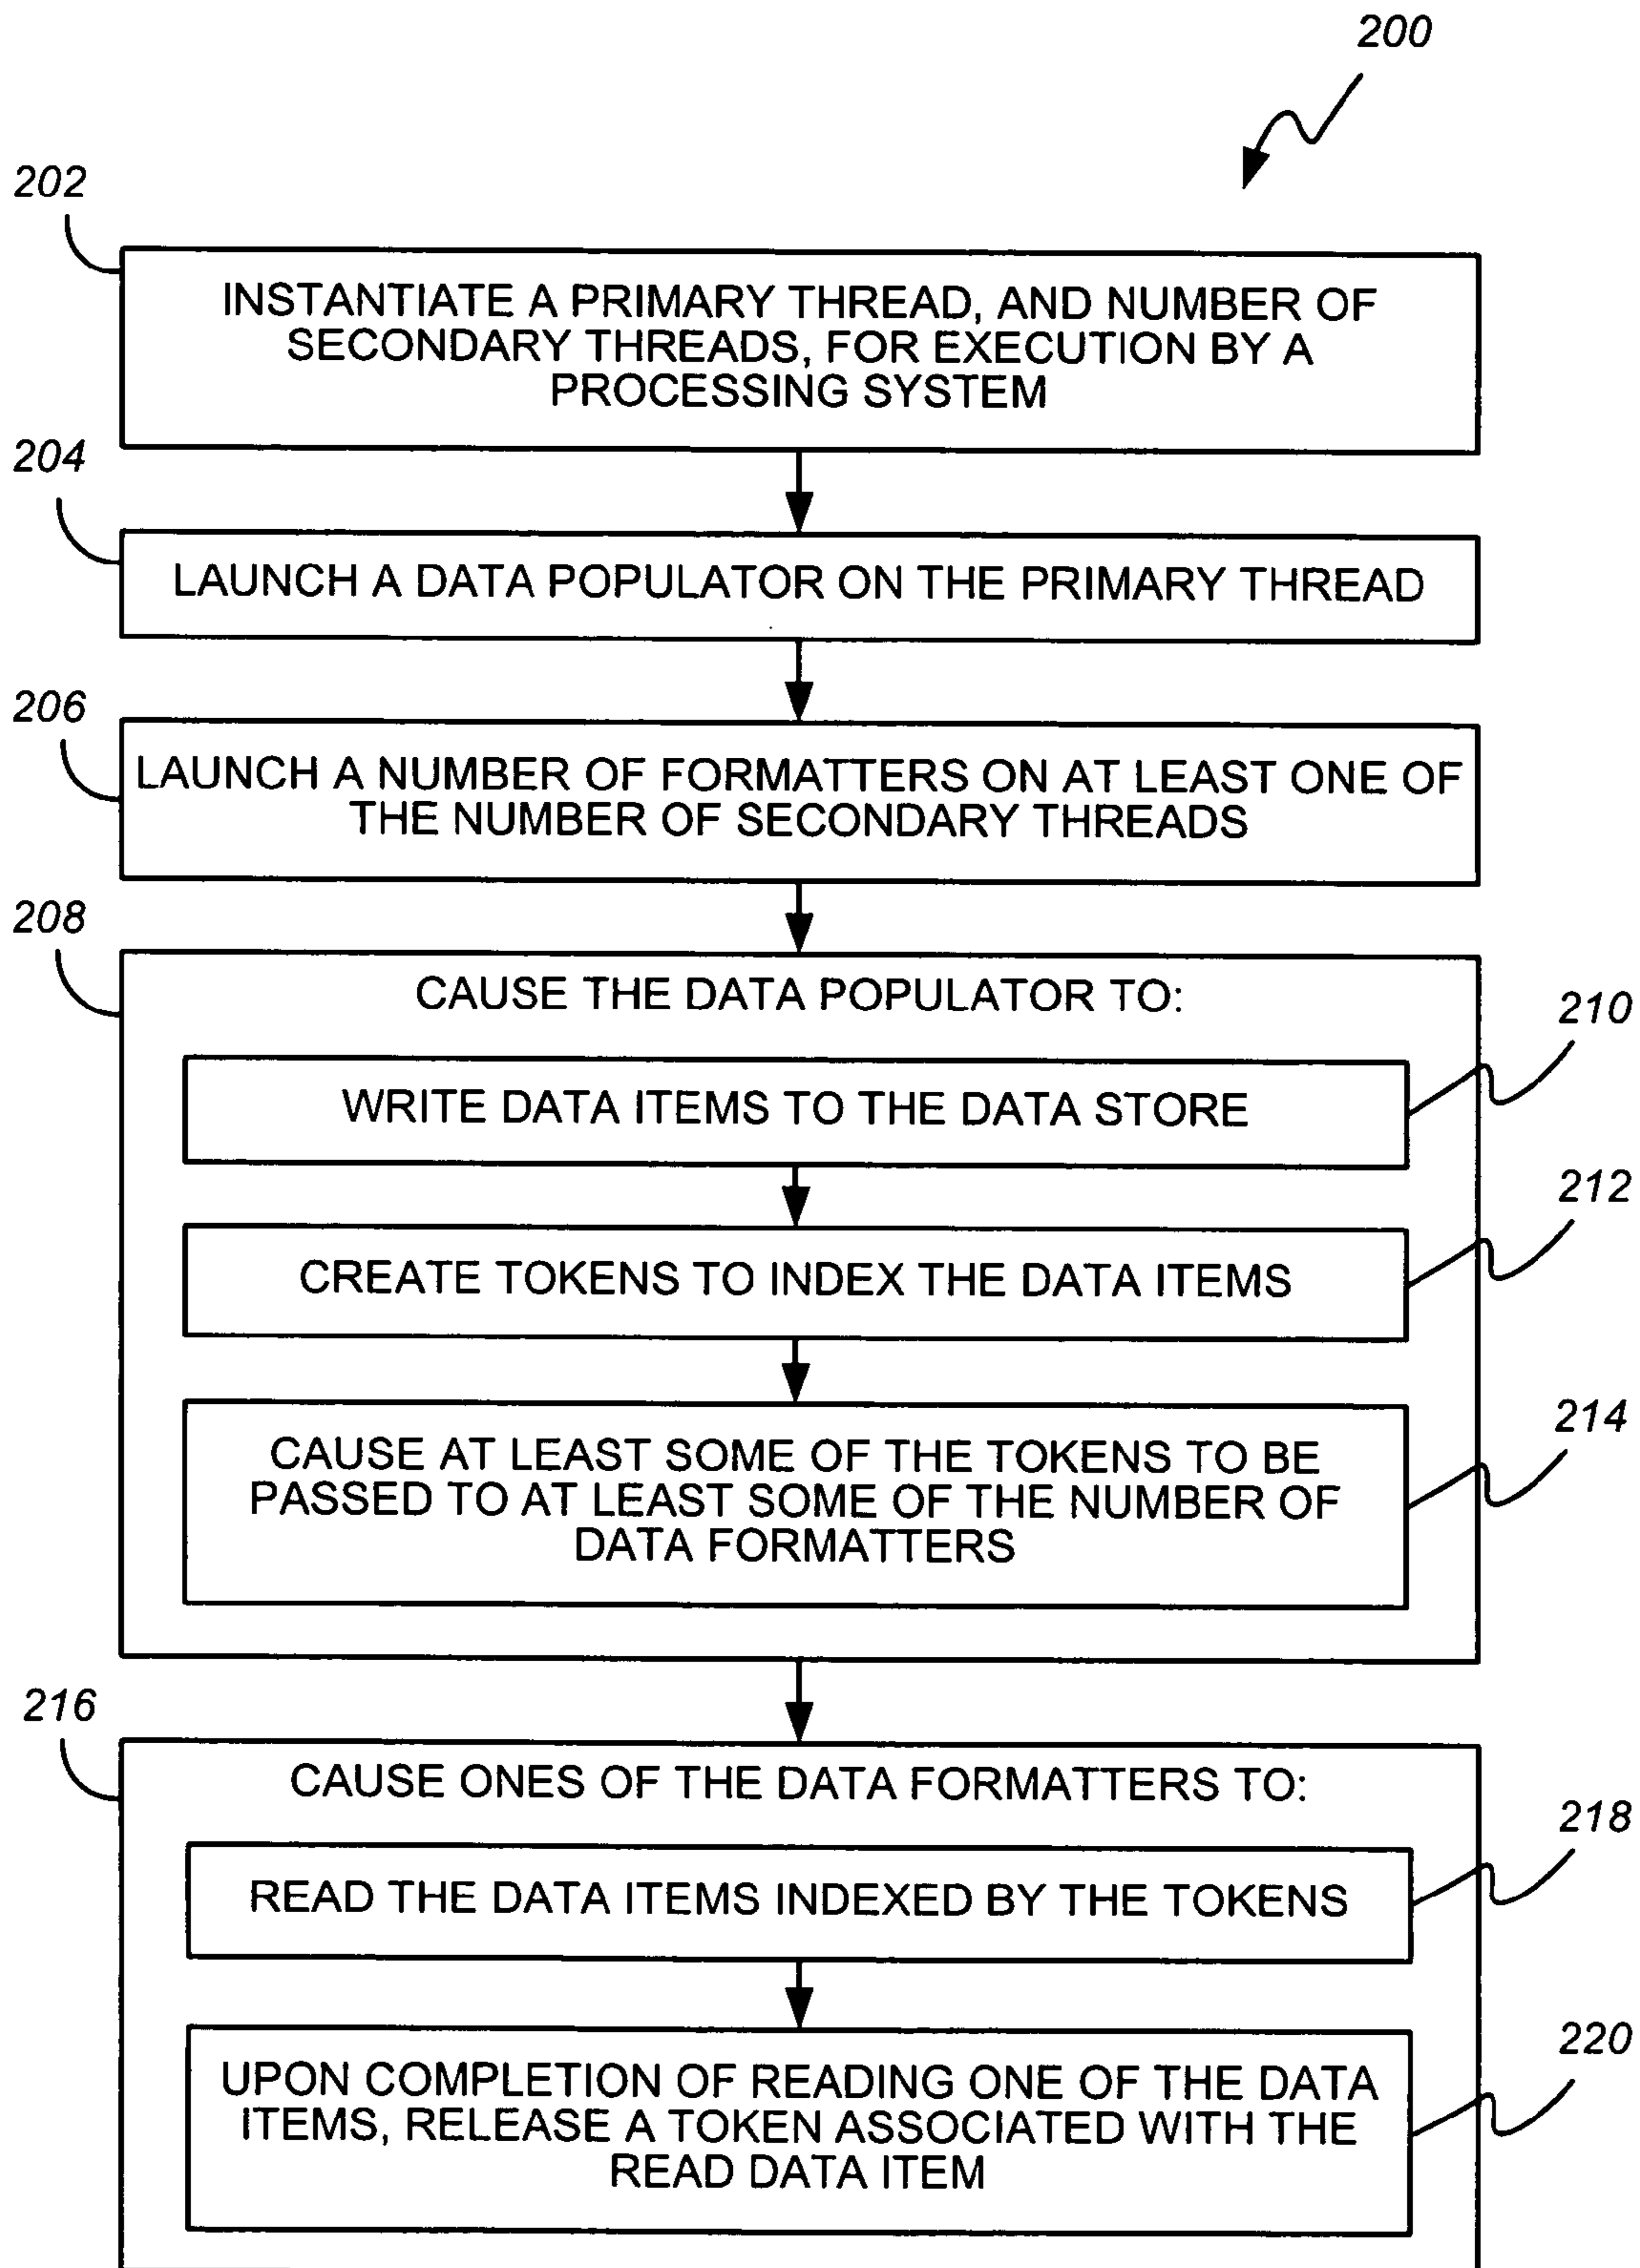 200
202
INSTANTIATE A PRIMARY THREAD, AND NUMBER OF
SECONDARY THREADS, FOR EXECUTION BY A
PROCESSING SYSTEM
204
LAUNCH A DATA POPULATOR ON THE PRIMARY THREAD
206
LAUNCH A NUMBER OF FORMATTERS ON AT LEAST ONE OF
THE NUMBER OF SECONDARY THREADS
208
CAUSE THE DATA POPULATOR TO:
210
WRITE DATA ITEMS TO THE DATA STORE
212
CREATE TOKENS TO INDEX THE DATA ITEMS
214
CAUSE AT LEAST SOME OF THE TOKENS TO BE
PASSED TO AT LEAST SOME OF THE NUMBER OF
DATA FORMATTERS
216
CAUSE ONES OF THE DATA FORMATTERS TO:
218
READ THE DATA ITEMS INDEXED BY THE TOKENS
220
UPON COMPLETION OF READING ONE OF THE DATA
ITEMS, RELEASE A TOKEN ASSOCIATED WITH THE
READ DATA ITEM